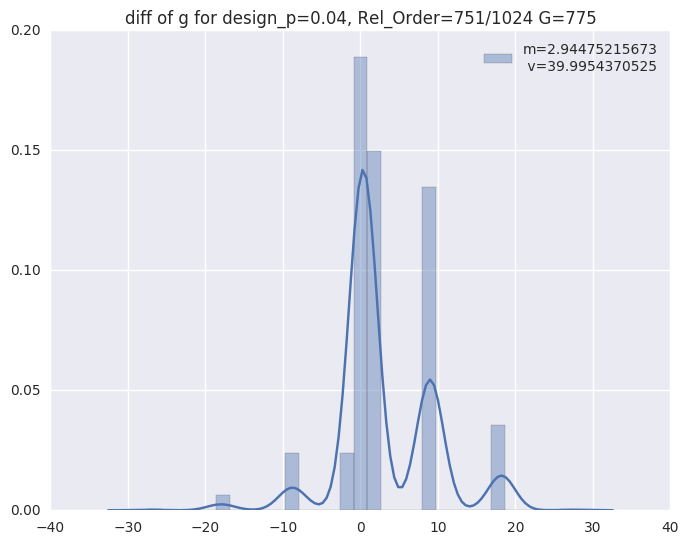 diff of g for design_p=0.04, Rel_Order=751/1024 G=775
m=2.94475215673
v=39.9954370525
0.20
0.15
0.10
0.05
0.00
−40 −30 −20 −10 0 10 20 30 40